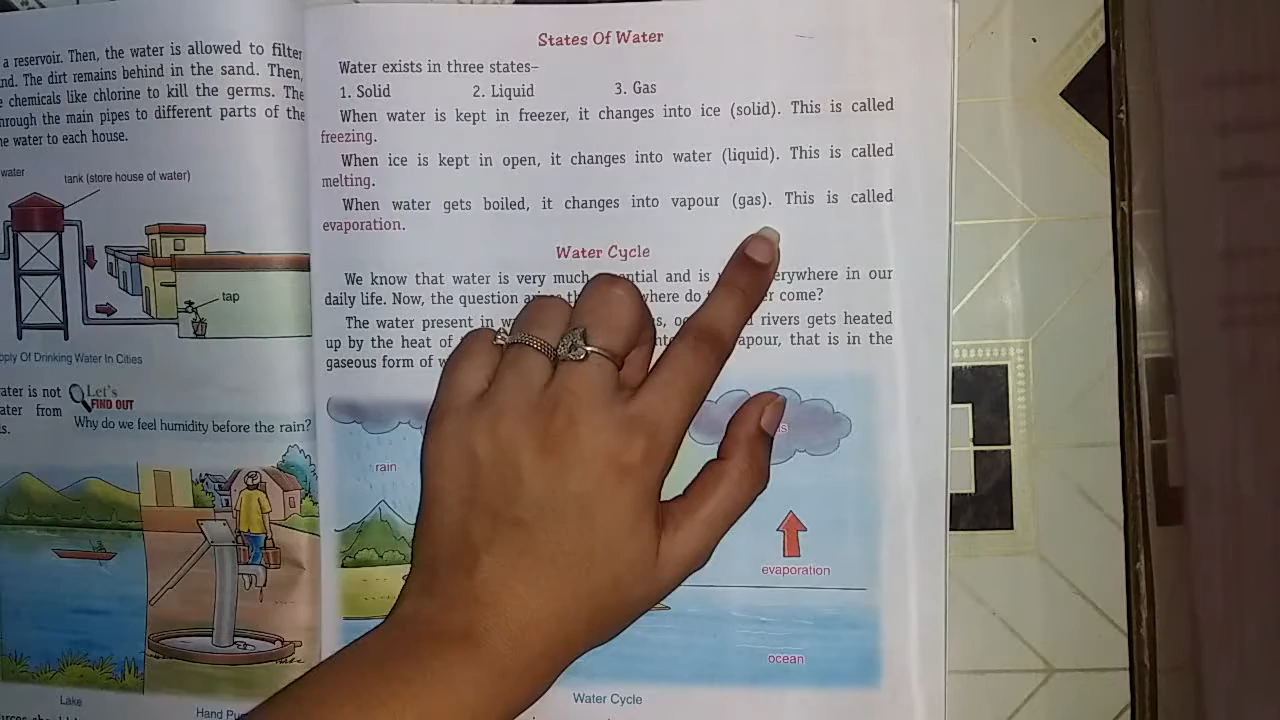 a reservoir. Then, the water is allowed to filter
The dirt remains behind in the sand. Then,
chemicals like chlorine to kill the germs. The
through the main pipes to different parts of the
water to each house.
water
tank (store house of water)
tap
Of Drinking Water In Cities
is not
from
Let's
FIND OUT
Why do we feel humidity before the rain?
Lake
Hand
States Of Water
Water exists in three states–
1. Solid 2. Liquid 3. Gas
When water is kept in freezer, it changes into ice (solid). This is called
freezing.
When ice is kept in open, it changes into water (liquid). This is called
melting.
When water gets boiled, it changes into vapour (gas). This is called
evaporation.
Water Cycle
We know that water is very much and is in our
daily life. Now, the question where do come?
The water present in rivers gets heated
up by the heat of vapour, that is in the
gaseous form of
rain
evaporation
ocean
Water Cycle